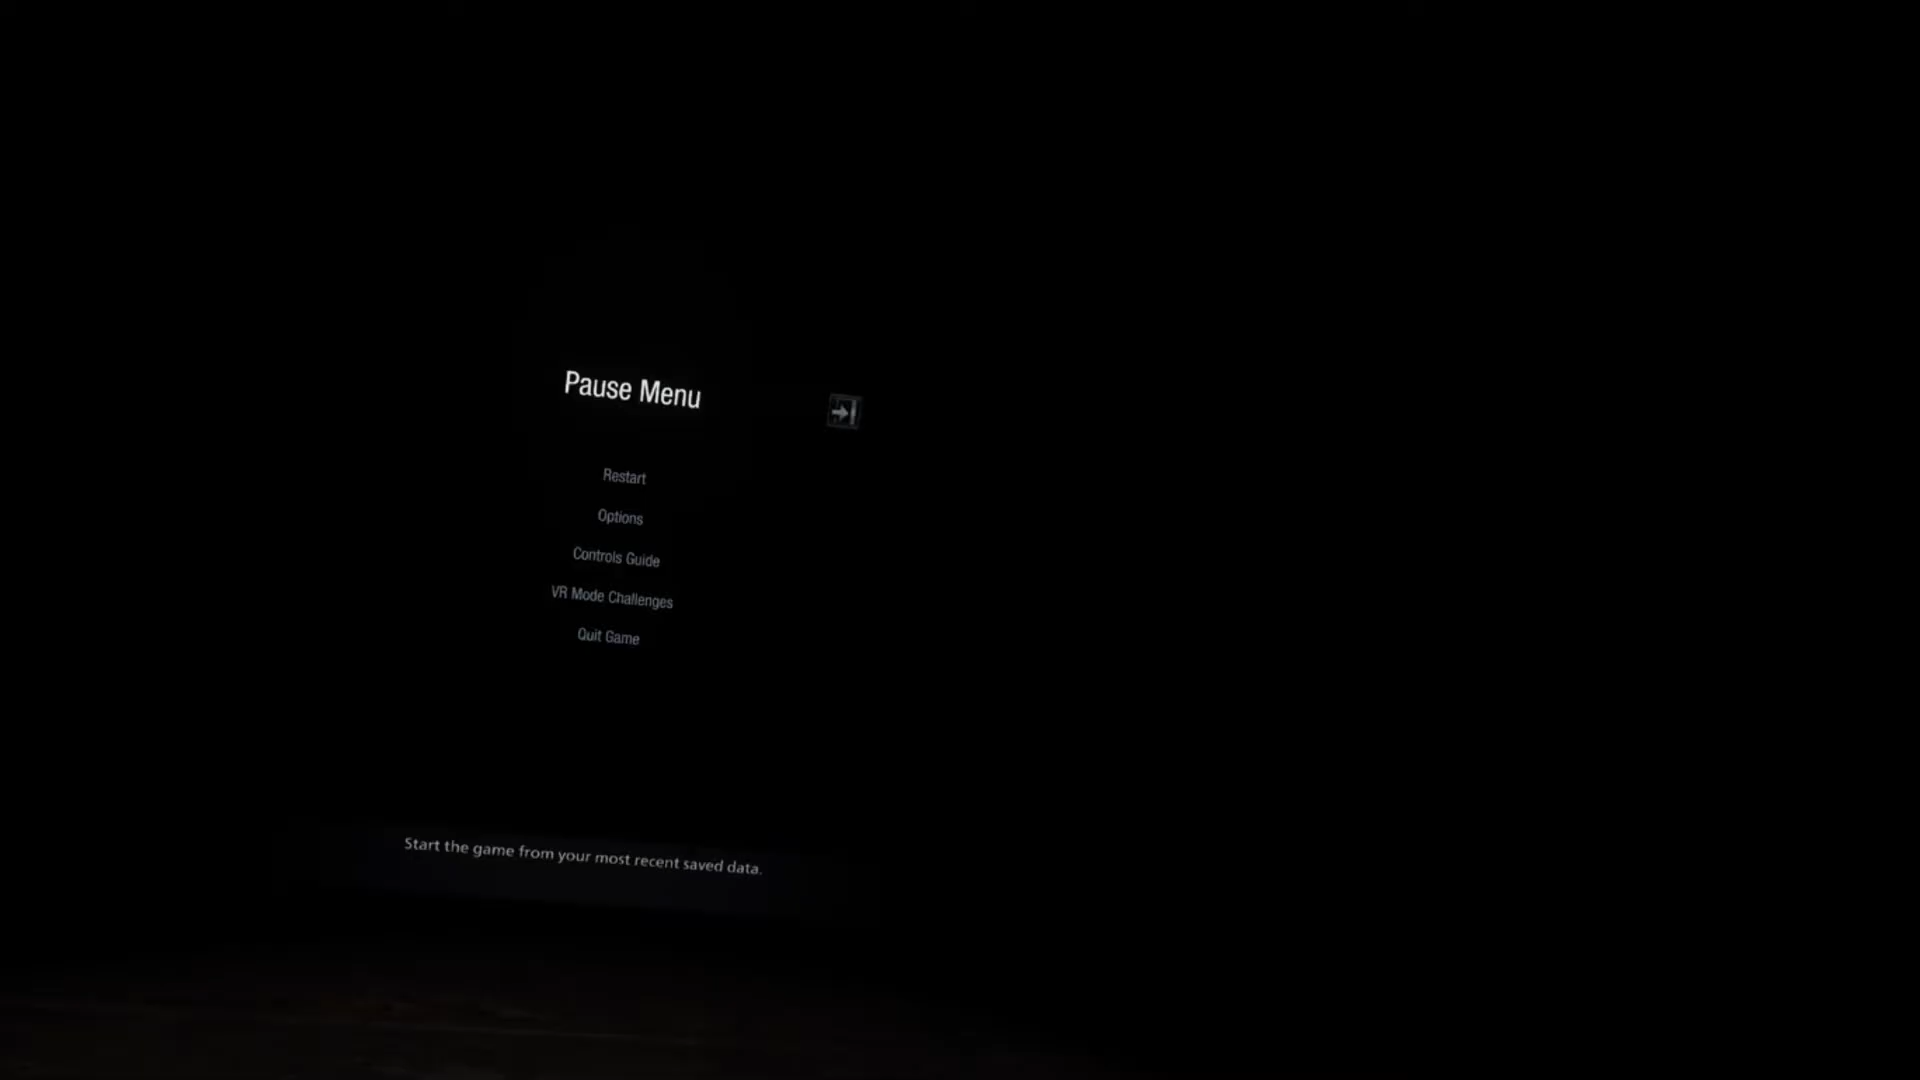 Pause Menu
Restart
Options
Controls Guide
VR Mode Challenges
Quit Game
Start the game from your most recent saved data.